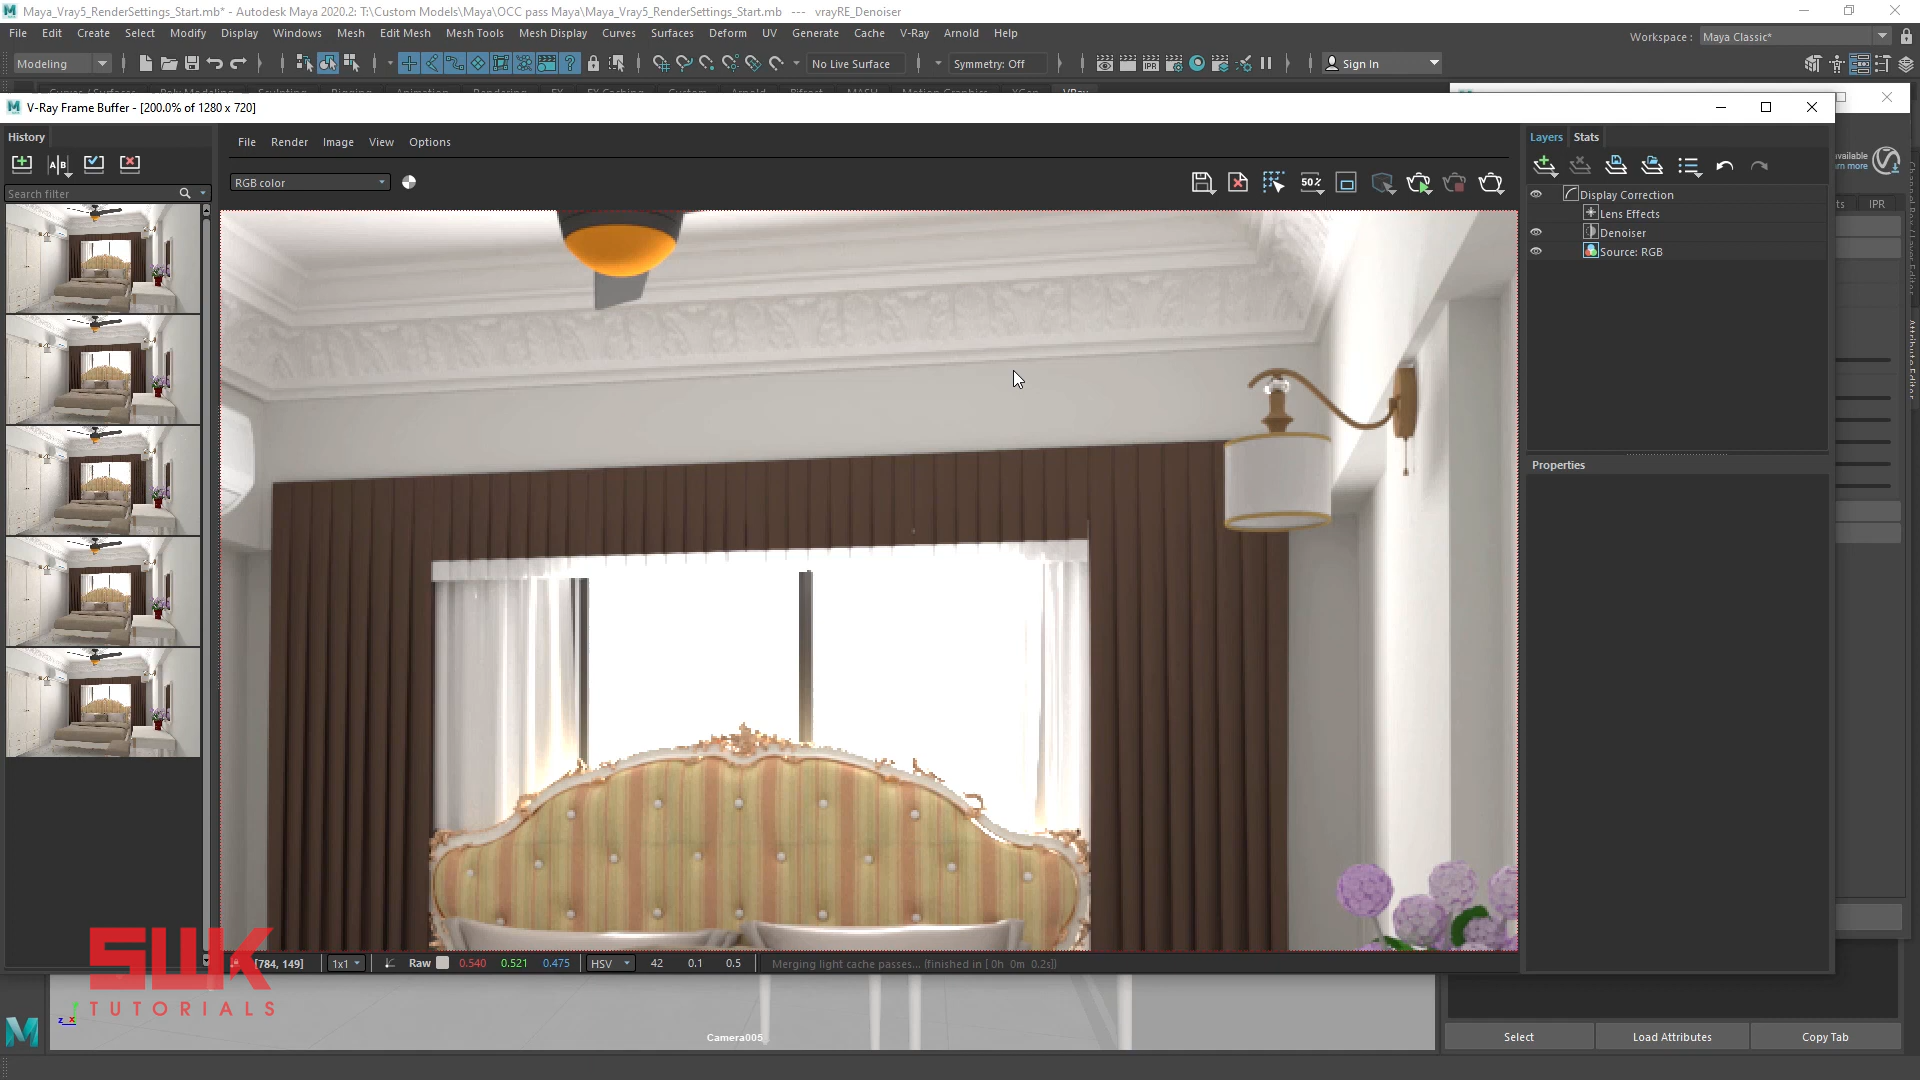 Maya_Vray5_RenderSettings_Start.mb* - Autodesk Maya 2020.2: T:\Custom Models\Maya\OCC pass Maya\Maya_Vray5_RenderSettings_Start.mb --- vrayRE_Denoiser
File Edit Create Select Modify Display Windows Mesh Edit Mesh Mesh Tools Mesh Display Curves Surfaces Deform UV Generate Cache V-Ray Arnold Help
Workspace : Maya Classic*
Modeling No Live Surface Symmetry: Off Sign In
V-Ray Frame Buffer - [200.0% of 1280 x 720]
History
File Render Image View Options
Layers Stats
A B
50%
RGB color
Search filter
Display Correction
Lens Effects
Denoiser
Source: RGB
IPR
Properties
[784, 149] 1x1 Raw 0.540 0.521 0.475 HSV 42 0.1 0.5 Merging light cache passes... (finished in [ 0h 0m 0.2s])
SWK
TUTORIALS
z x
Camera005
Select Load Attributes Copy Tab